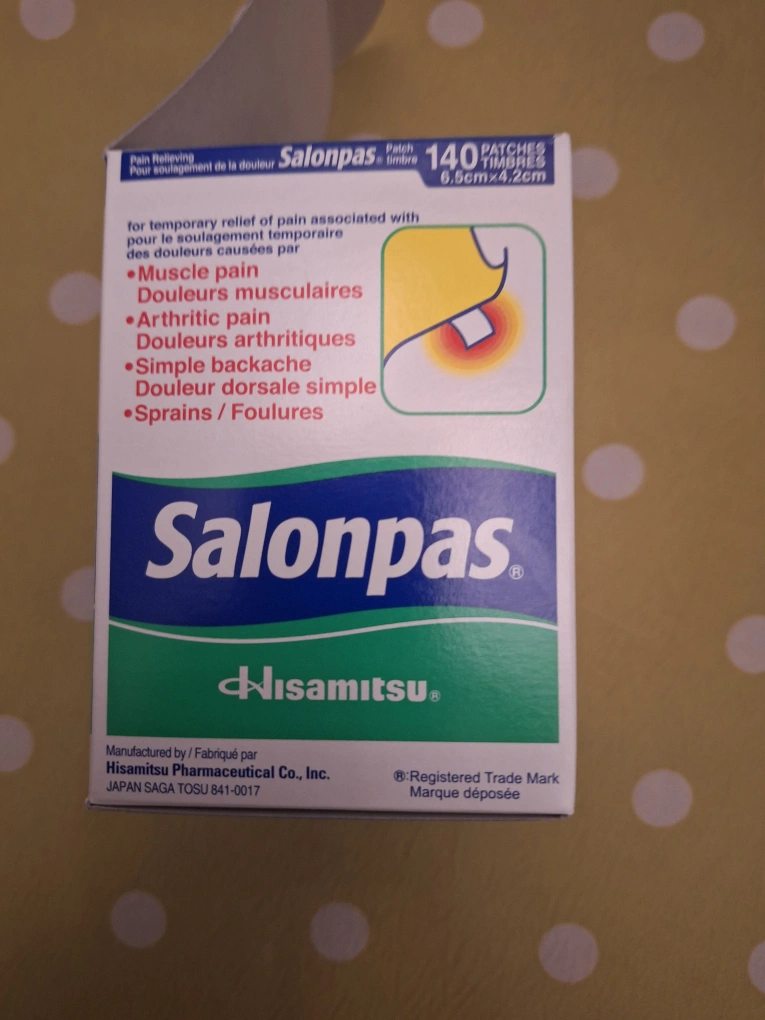 Pain Relieving
Pour soulagement de la douleur
Salonpas®
Patch
timbre
140 PATCHES
TIMBRES
6.5cm×4.2cm
for temporary relief of pain associated with
pour le soulagement temporaire
des douleurs causées par
•Muscle pain
Douleurs musculaires
•Arthritic pain
Douleurs arthritiques
•Simple backache
Douleur dorsale simple
•Sprains / Foulures
Salonpas®
Hisamitsu®
Manufactured by / Fabriqué par
Hisamitsu Pharmaceutical Co., Inc.
JAPAN SAGA TOSU 841-0017
®:Registered Trade Mark
Marque déposée